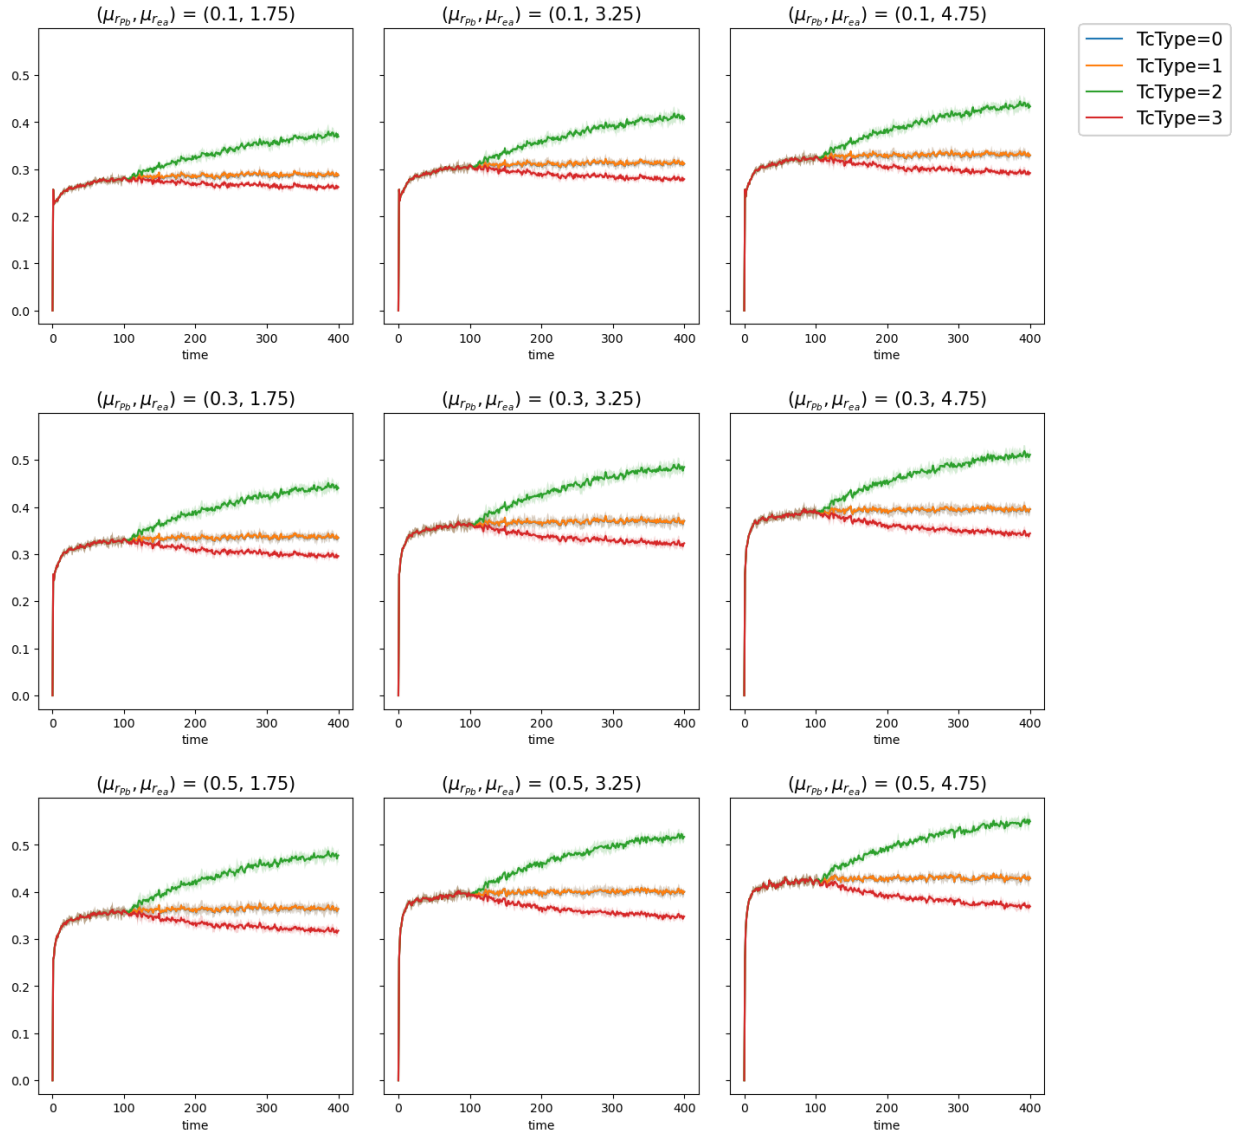 (μ_{r_{Pb}}, μ_{r_{ea}}) = (0.1, 1.75)
(μ_{r_{Pb}}, μ_{r_{ea}}) = (0.1, 3.25)
(μ_{r_{Pb}}, μ_{r_{ea}}) = (0.1, 4.75)
TcType=0
TcType=1
TcType=2
TcType=3
0.5
0.4
0.3
0.2
0.1
0.0
0 100 200 300 400
0 100 200 300 400
0 100 200 300 400
time
time
time
(μ_{r_{Pb}}, μ_{r_{ea}}) = (0.3, 1.75)
(μ_{r_{Pb}}, μ_{r_{ea}}) = (0.3, 3.25)
(μ_{r_{Pb}}, μ_{r_{ea}}) = (0.3, 4.75)
0.5
0.4
0.3
0.2
0.1
0.0
0 100 200 300 400
0 100 200 300 400
0 100 200 300 400
time
time
time
(μ_{r_{Pb}}, μ_{r_{ea}}) = (0.5, 1.75)
(μ_{r_{Pb}}, μ_{r_{ea}}) = (0.5, 3.25)
(μ_{r_{Pb}}, μ_{r_{ea}}) = (0.5, 4.75)
0.5
0.4
0.3
0.2
0.1
0.0
0 100 200 300 400
0 100 200 300 400
0 100 200 300 400
time
time
time